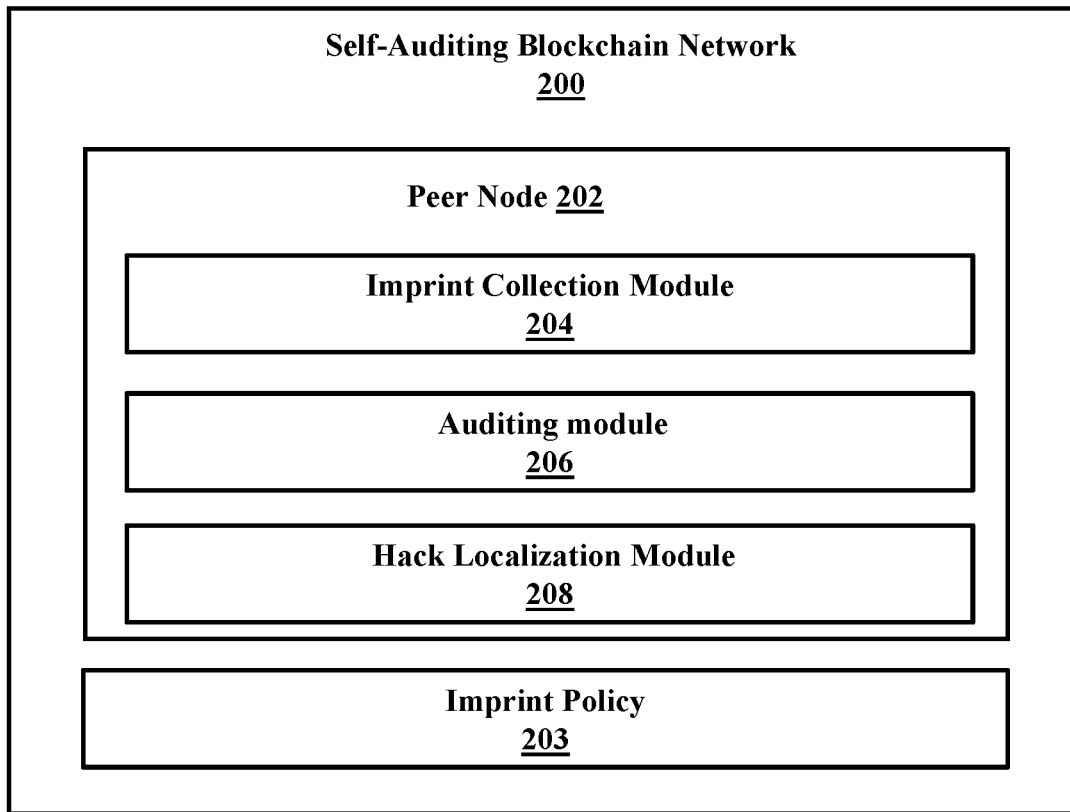 Self-Auditing Blockchain Network
200
Peer Node 202
Imprint Collection Module
204
Auditing module
206
Hack Localization Module
208
Imprint Policy
203